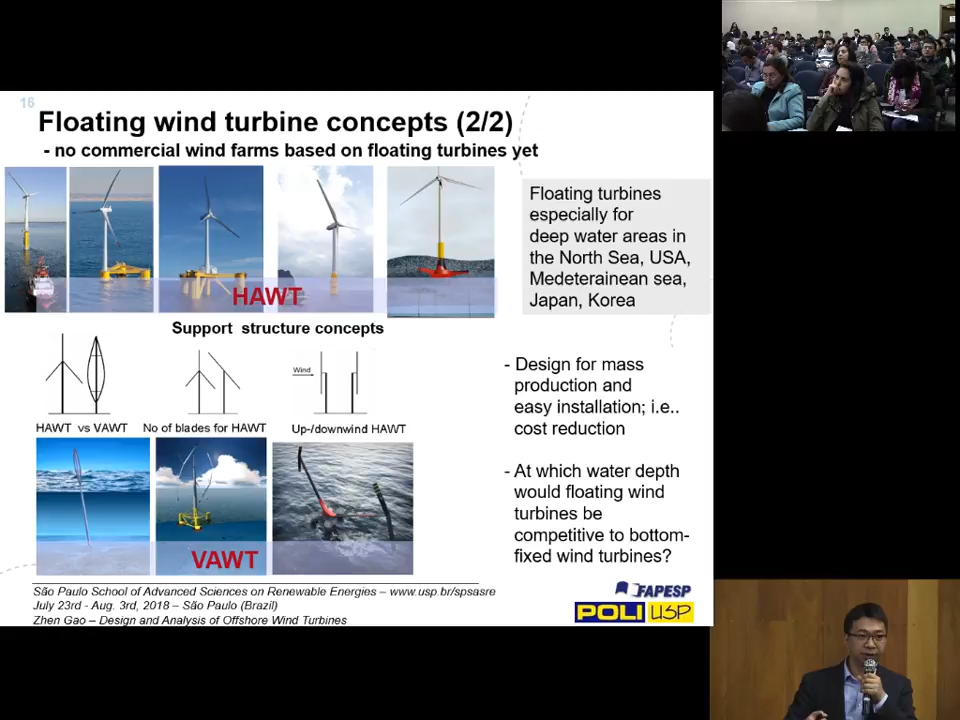 16
Floating wind turbine concepts (2/2)
- no commercial wind farms based on floating turbines yet
HAWT
Floating turbines
especially for
deep water areas in
the North Sea, USA,
Medeterainean sea,
Japan, Korea
Support structure concepts
Wind
HAWT vs VAWT
No of blades for HAWT
Up-/downwind HAWT
VAWT
- Design for mass
production and
easy installation; i.e..
cost reduction
- At which water depth
would floating wind
turbines be
competitive to bottom-
fixed wind turbines?
São Paulo School of Advanced Sciences on Renewable Energies – www.usp.br/spsasre
July 23rd - Aug. 3rd, 2018 – São Paulo (Brazil)
Zhen Gao – Design and Analysis of Offshore Wind Turbines
FAPESP
POLI USP